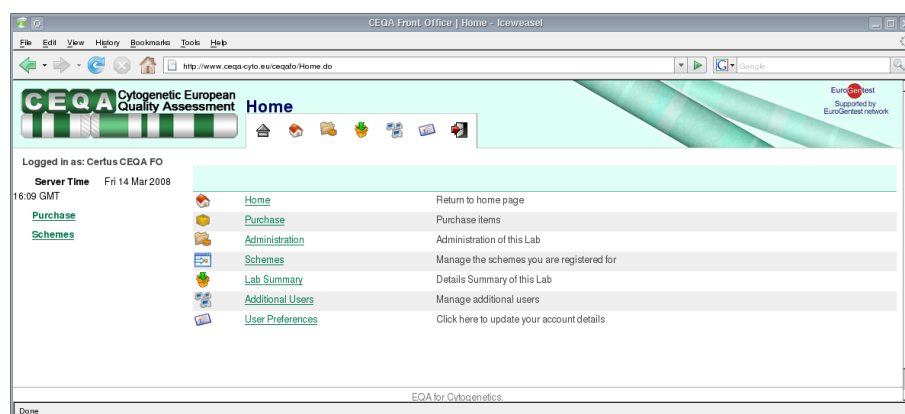 CEQA Front Office | Home - Iceweasel
File Edit View History Bookmarks Tools Help
http://www.ceqa-cyto.eu/ceqafo/Home.do
G Google
CEQA Cytogenetic European
Quality Assessment
Home
EuroGentest
Supported by
EuroGentest network
Logged in as: Certus CEQA FO
Server Time Fri 14 Mar 2008
16:09 GMT
Purchase
Schemes
Home Return to home page
Purchase Purchase items
Administration Administration of this Lab
Schemes Manage the schemes you are registered for
Lab Summary Details Summary of this Lab
Additional Users Manage additional users
User Preferences Click here to update your account details
EQA for Cytogenetics.
Done